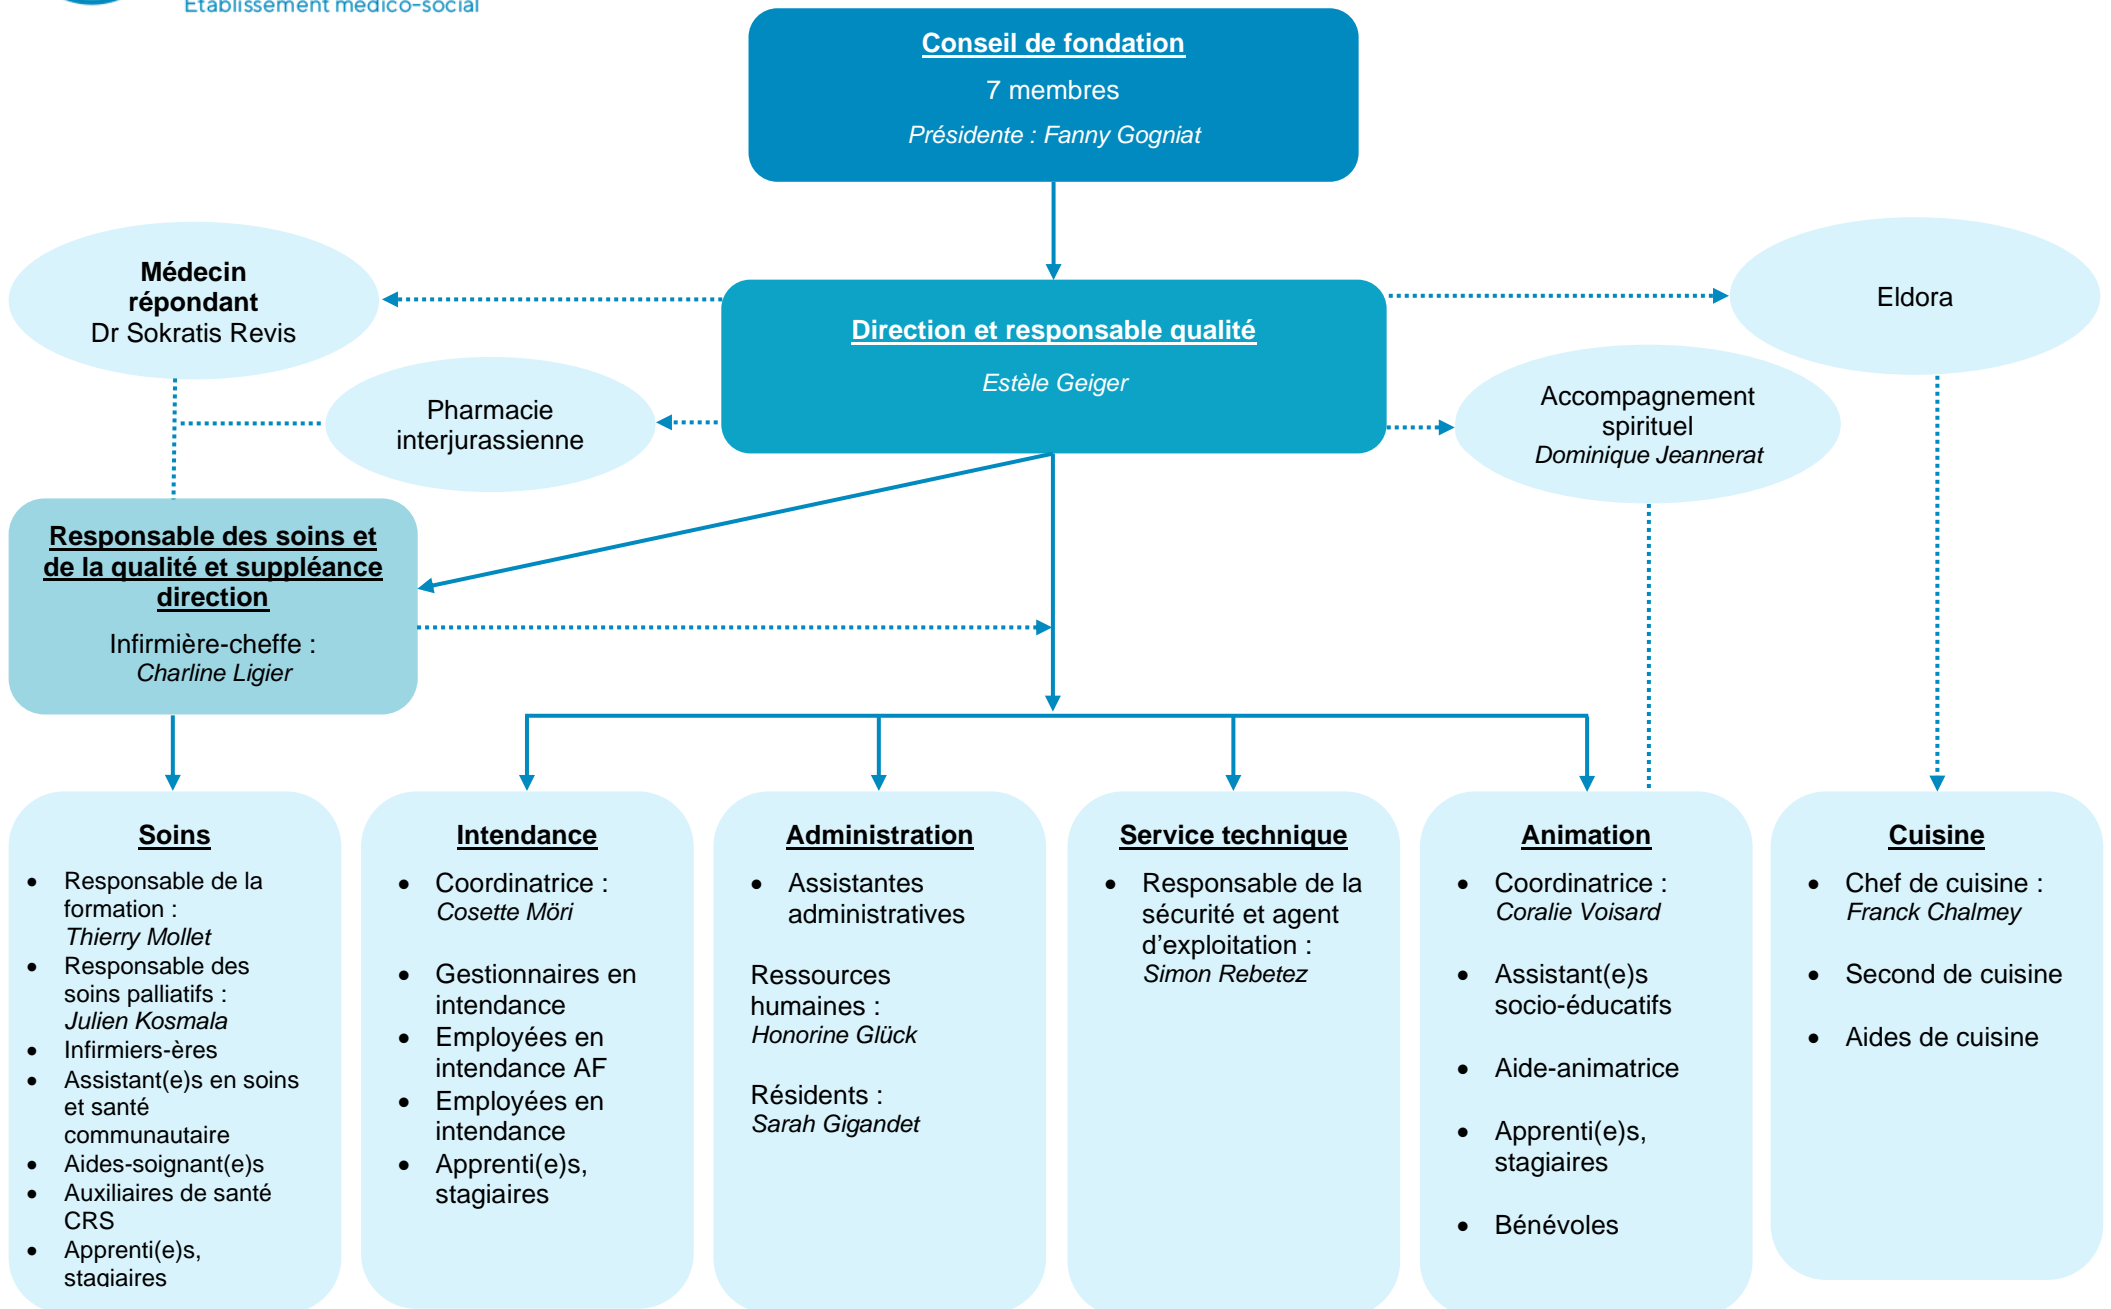 Etablissement médico-social
Conseil de fondation
7 membres
Présidente : Fanny Gogniat
Médecin
répondant
Dr Sokratis Revis
Direction et responsable qualité
Estèle Geiger
Eldora
Pharmacie
interjurassienne
Accompagnement
spirituel
Dominique Jeannerat
Responsable des soins et
de la qualité et suppléance
direction
Infirmière-cheffe :
Charline Ligier
Soins
• Responsable de la
formation :
Thierry Mollet
• Responsable des
soins palliatifs :
Julien Kosmala
• Infirmiers-ères
• Assistant(e)s en soins
et santé
communautaire
• Aides-soignant(e)s
• Auxiliaires de santé
CRS
• Apprenti(e)s,
stagiaires
Intendance
• Coordinatrice :
Cosette Möri
• Gestionnaires en
intendance
• Employées en
intendance AF
• Employées en
intendance
• Apprenti(e)s,
stagiaires
Administration
• Assistantes
administratives
Ressources
humaines :
Honorine Glück
Résidents :
Sarah Gigandet
Service technique
• Responsable de la
sécurité et agent
d’exploitation :
Simon Rebetez
Animation
• Coordinatrice :
Coralie Voisard
• Assistant(e)s
socio-éducatifs
• Aide-animatrice
• Apprenti(e)s,
stagiaires
• Bénévoles
Cuisine
• Chef de cuisine :
Franck Chalmey
• Second de cuisine
• Aides de cuisine